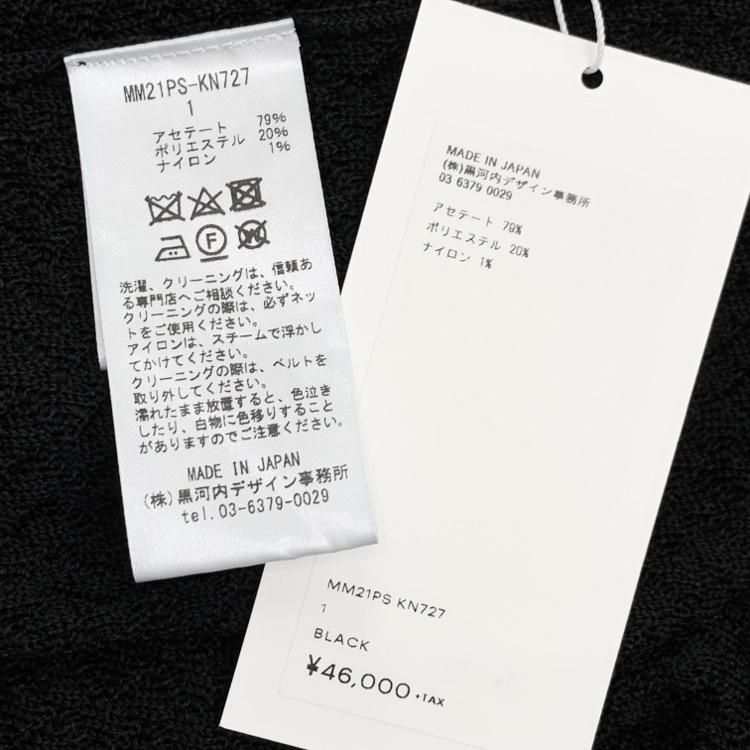 MM21PS-KN727
1
アセテート 79%
ポリエステル 20%
ナイロン 1%
F
W
洗濯、クリーニングは、信頼あ
る専門店へご相談ください。
クリーニングの際は、必ずネッ
トをご使用ください。
アイロンは、スチームで浮かし
てかけてください。
クリーニングの際は、ベルトを
取り外してください。
濡れたまま放置すると、色泣き
したり、白物に色移りすること
がありますのでご注意ください。
MADE IN JAPAN
(株)黒河内デザイン事務所
tel.03-6379-0029
MADE IN JAPAN
(株)黒河内デザイン事務所
03 6379 0029
アセテート 79%
ポリエステル 20%
ナイロン 1%
MM21PS KN727
1
BLACK
¥46,000 +TAX